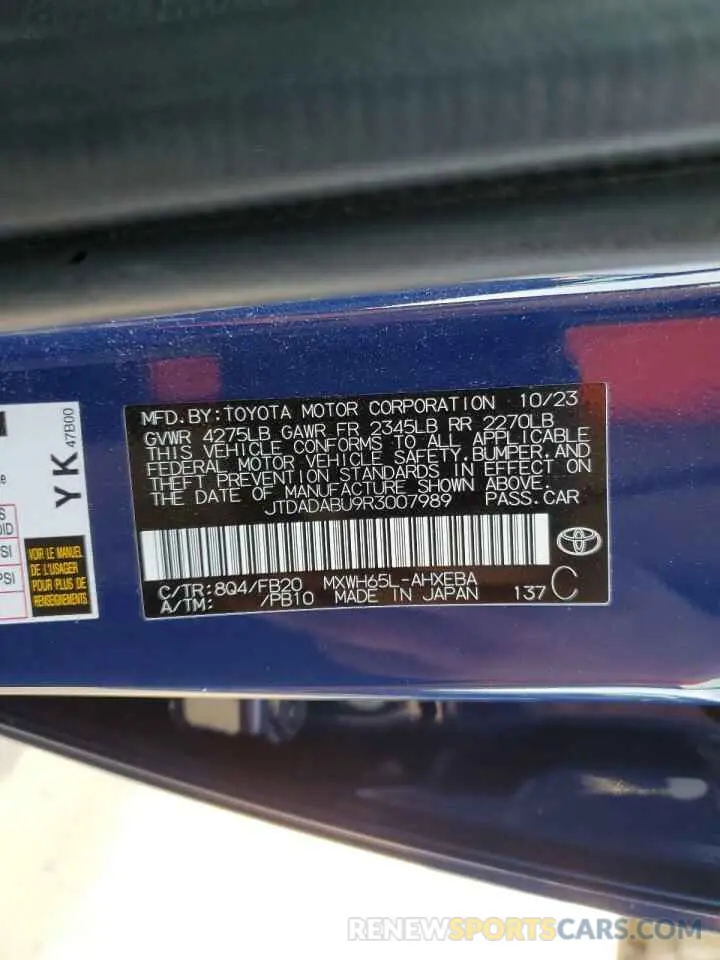 MFD. BY: TOYOTA MOTOR CORPORATION 10/23
GVWR 4275LB GAWR FR 2345LB RR 2270LB
THIS VEHICLE CONFORMS TO ALL APPLICABLE
FEDERAL MOTOR VEHICLE SAFETY, BUMPER, AND
THEFT PREVENTION STANDARDS IN EFFECT ON
THE DATE OF MANUFACTURE SHOWN ABOVE.
JTDADABU9R3007989 PASS. CAR
C/TR: 8Q4/FB20 MXWH65L-AHXEBA
A/TM: /PB10 MADE IN JAPAN 137 C
YK 47B00
PSI
PSI
VOIR LE MANUEL
DE L'USAGER
POUR PLUS DE
RENSEIGNEMENTS
RENEWSPORTSCARS.COM